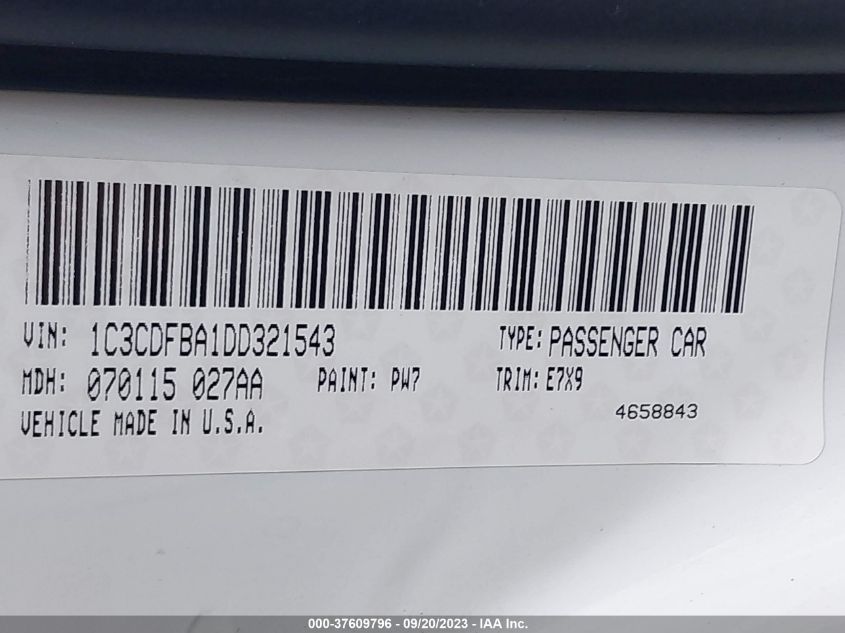 VIN: 1C3CDFBA1DD321543 TYPE: PASSENGER CAR
MDH: 070115 027AA PAINT: PW7 TRIM: E7X9
4658843
VEHICLE MADE IN U.S.A.
000-37609796 - 09/20/2023 - IAA Inc.